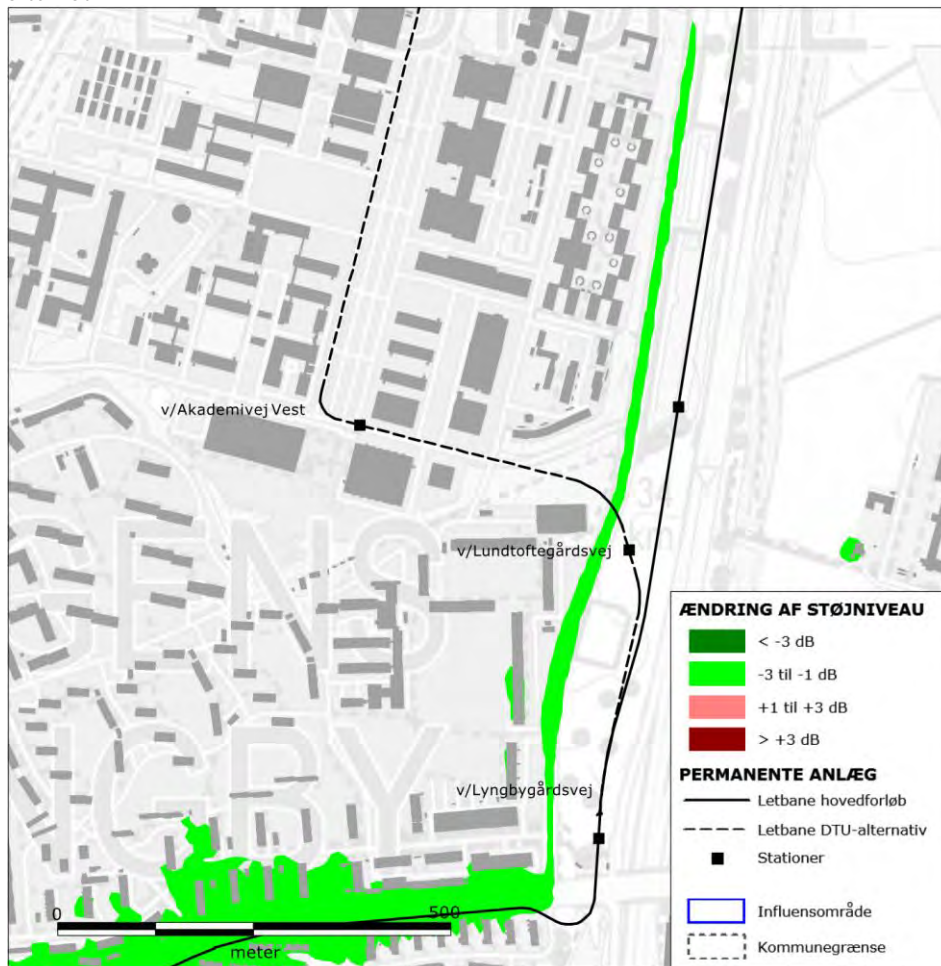 v/Akademivej Vest
v/Lundtoftegårdsvej
v/Lyngbygårdsvej
0
500
meter
ÆNDRING AF STØJNIVEAU
< -3 dB
-3 til -1 dB
+1 til +3 dB
> +3 dB
PERMANENTE ANLÆG
Letbane hovedforløb
Letbane DTU-alternativ
Stationer
Influensområde
Kommunegrænse